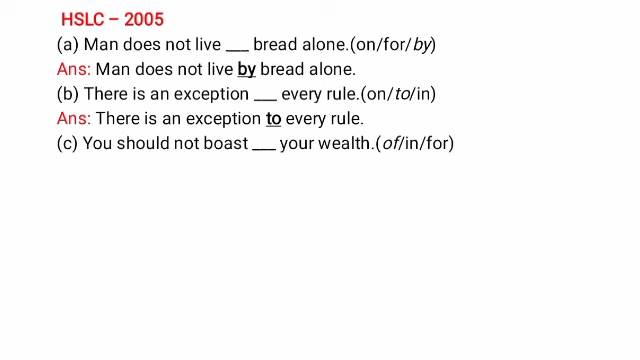 HSLC – 2005
(a) Man does not live ___ bread alone.(on/for/by)
Ans: Man does not live by bread alone.
(b) There is an exception ___ every rule.(on/to/in)
Ans: There is an exception to every rule.
(c) You should not boast ___ your wealth.(of/in/for)